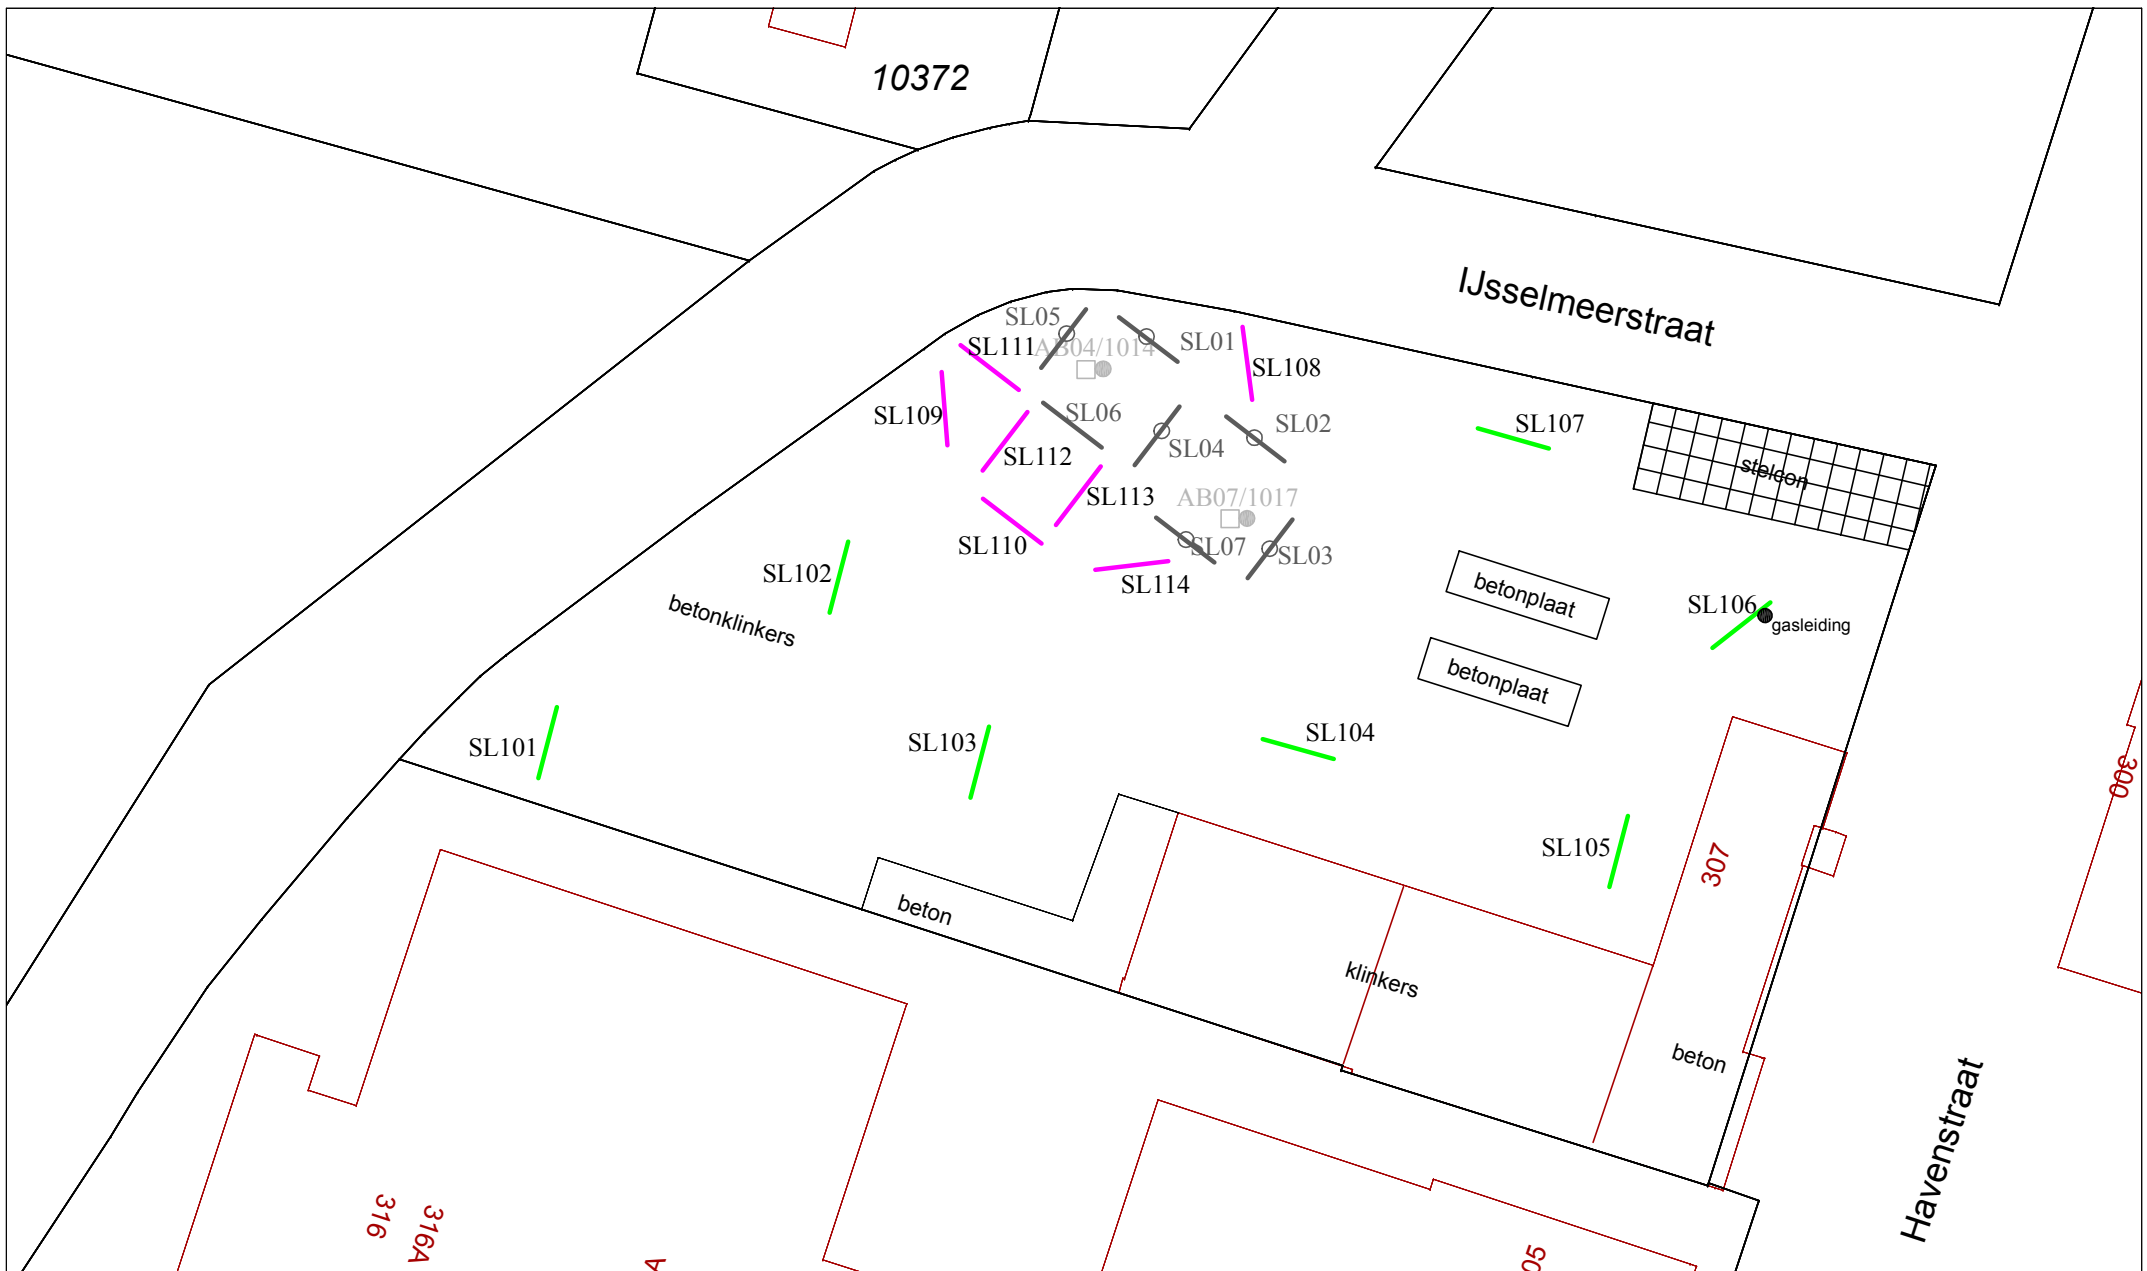 10372
IJsselmeerstraat
SL05
SL01
SL111
AB04/1014
SL108
SL109
SL06
SL02
SL107
SL112
SL04
stelcon
SL113
AB07/1017
SL110
SL07
SL03
SL102
SL114
betonplaat
SL106
gasleiding
betonklinkers
betonplaat
SL101
SL103
SL104
300
SL105
307
beton
klinkers
beton
Havenstraat
316
316A
A
05